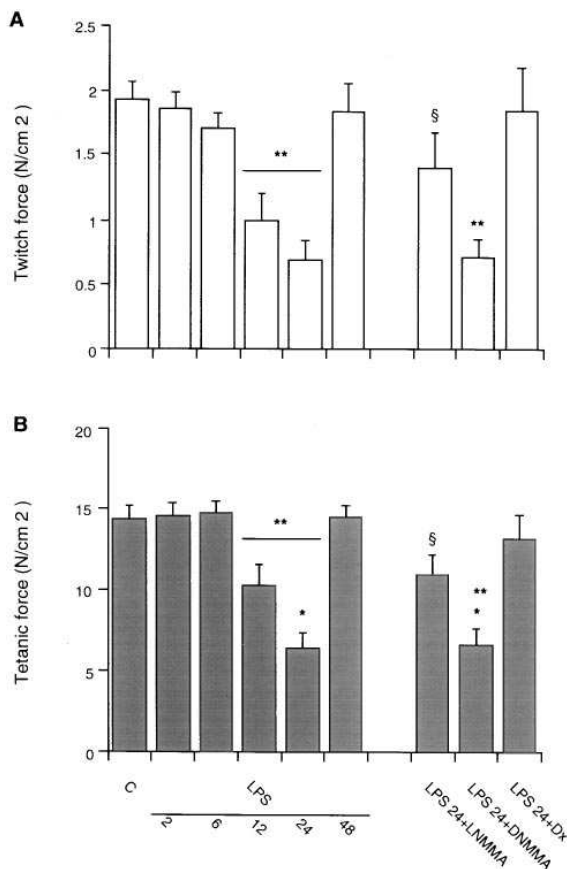 A
Twitch force (N/cm 2 )
2.5
2
1.5
1
0.5
0
**
§
**
B
Tetanic force (N/cm 2 )
20
15
10
5
0
**
*
§
**
*
C
LPS
2 6 12 24 48
LPS 24+LNMMA
LPS 24+DNMMA
LPS 24+Dx